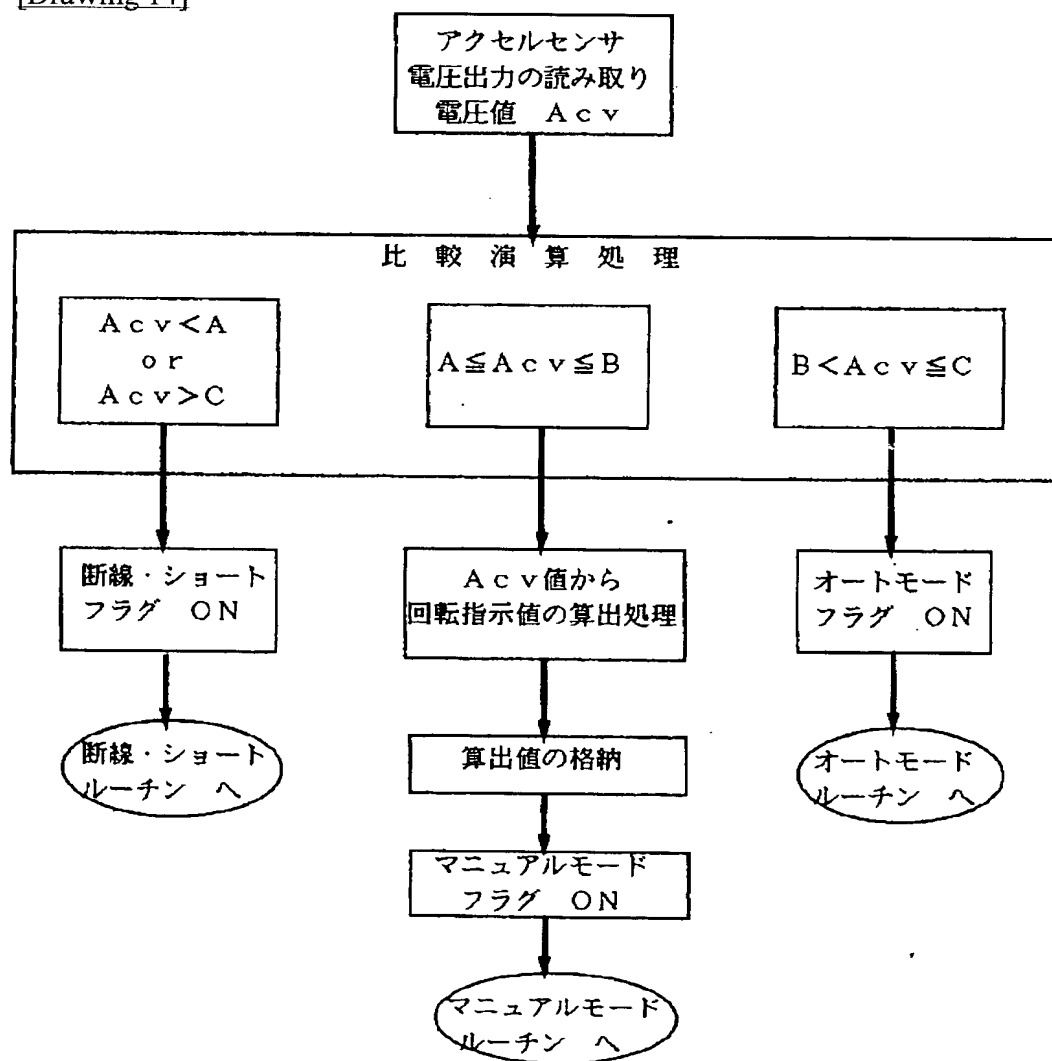 [Drawing 14]
アクセルセンサ
電圧出力の読み取り
電圧値 Acv
比較演算処理
Acv<A
or
Acv>C
A≦Acv≦B
B<Acv≦C
断線・ショート
フラグ ON
Acv値から
回転指示値の算出処理
オートモード
フラグ ON
断線・ショート
ルーチン へ
算出値の格納
オートモード
ルーチン へ
マニュアルモード
フラグ ON
マニュアルモード
ルーチン へ